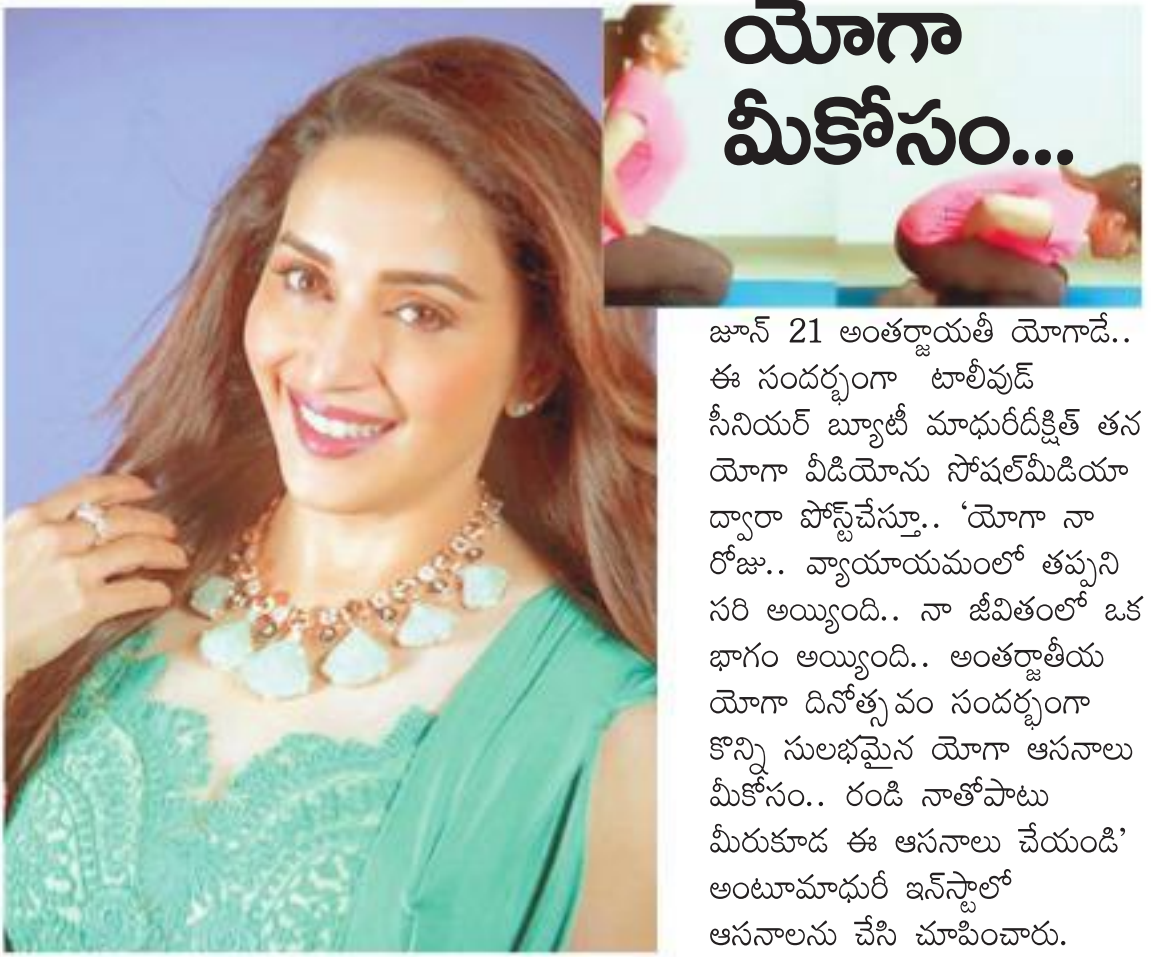 యోగా
మీకోసం...
జూన్ 21 అంతర్జాయతీ యోగాడే..
ఈ సందర్భంగా టాలీవుడ్
సీనియర్ బ్యూటీ మాధురీదీక్షిత్ తన
యోగా వీడియోను సోషల్‌మీడియా
ద్వారా పోస్ట్‌చేస్తూ.. ‘యోగా నా
రోజు.. వ్యాయాయమంలో తప్పని
సరి అయ్యింది.. నా జీవితంలో ఒక
భాగం అయ్యింది.. అంతర్జాతీయ
యోగా దినోత్సవం సందర్భంగా
కొన్ని సులభమైన యోగా ఆసనాలు
మీకోసం.. రండి నాతోపాటు
మీరుకూడ ఈ ఆసనాలు చేయండి’
అంటూమాధురీ ఇన్‌స్టాలో
ఆసనాలను చేసి చూపించారు.